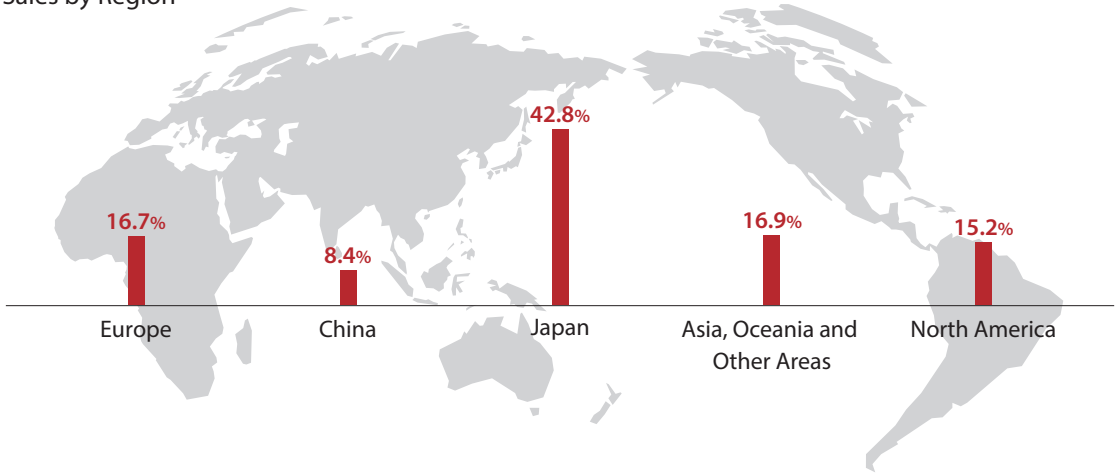 Sales by Region
42.8%
16.7%
16.9%
15.2%
8.4%
Europe
China
Japan
Asia, Oceania and
Other Areas
North America